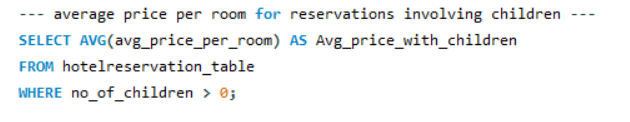 --- average price per room for reservations involving children ---
SELECT AVG(avg_price_per_room) AS Avg_price_with_children
FROM hotelreservation_table
WHERE no_of_children > 0;